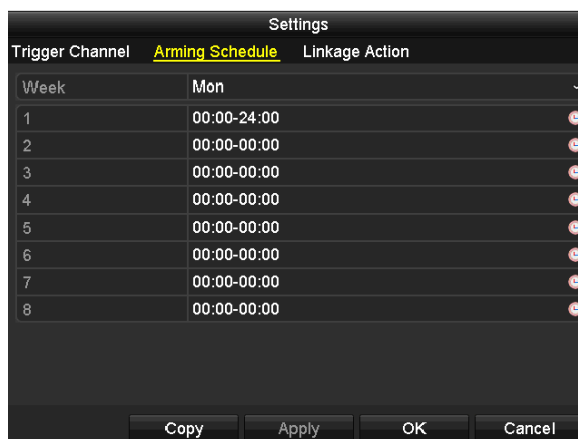 Settings
Trigger Channel Arming Schedule Linkage Action
Week Mon
1 00:00-24:00
2 00:00-00:00
3 00:00-00:00
4 00:00-00:00
5 00:00-00:00
6 00:00-00:00
7 00:00-00:00
8 00:00-00:00
Copy Apply OK Cancel